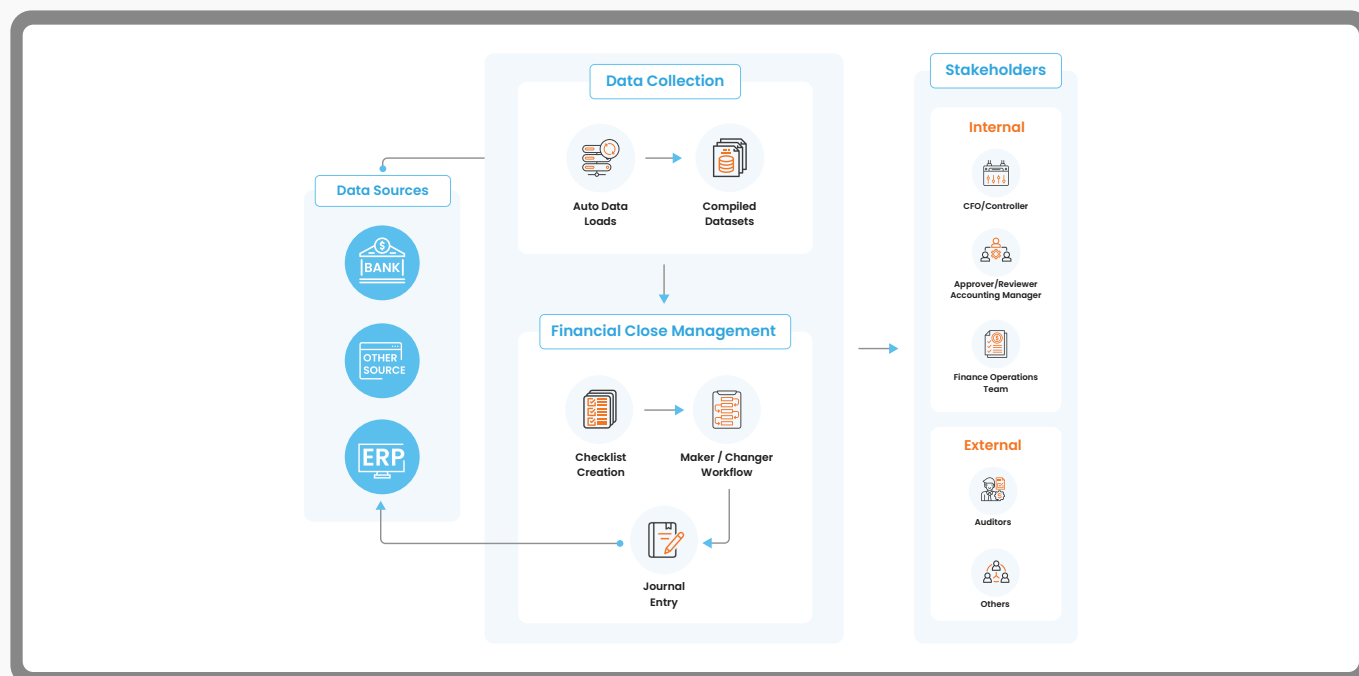 Data Sources
$
BANK
OTHER
SOURCE
ERP
Data Collection
Auto Data
Loads
Compiled
Datasets
Financial Close Management
Checklist
Creation
Maker / Changer
Workflow
Journal
Entry
Stakeholders
Internal
CFO/Controller
Approver/Reviewer
Accounting Manager
Finance Operations
Team
External
Auditors
Others